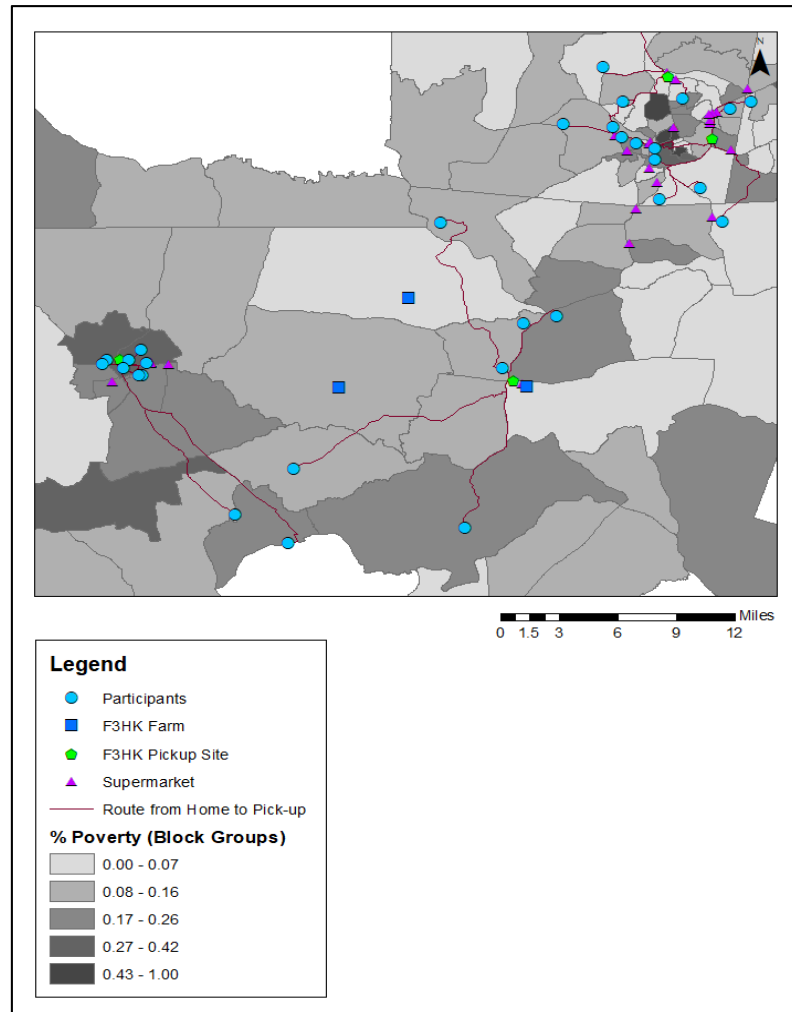 N
Miles
0 1.5 3 6 9 12
Legend
Participants
F3HK Farm
F3HK Pickup Site
Supermarket
Route from Home to Pick-up
% Poverty (Block Groups)
0.00 - 0.07
0.08 - 0.16
0.17 - 0.26
0.27 - 0.42
0.43 - 1.00